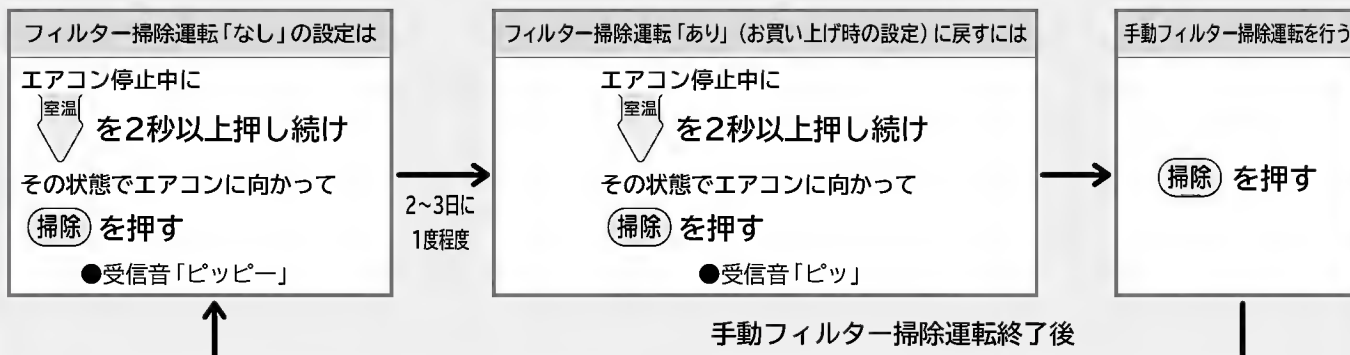 フィルター掃除運転「なし」の設定は
エアコン停止中に
室温
を2秒以上押し続け
その状態でエアコンに向かって
掃除 を押す
●受信音「ピッピー」
2~3日に
1度程度
フィルター掃除運転「あり」(お買い上げ時の設定)に戻すには
エアコン停止中に
室温
を2秒以上押し続け
その状態でエアコンに向かって
掃除 を押す
●受信音「ピッ」
手動フィルター掃除運転を行う
掃除 を押す
手動フィルター掃除運転終了後